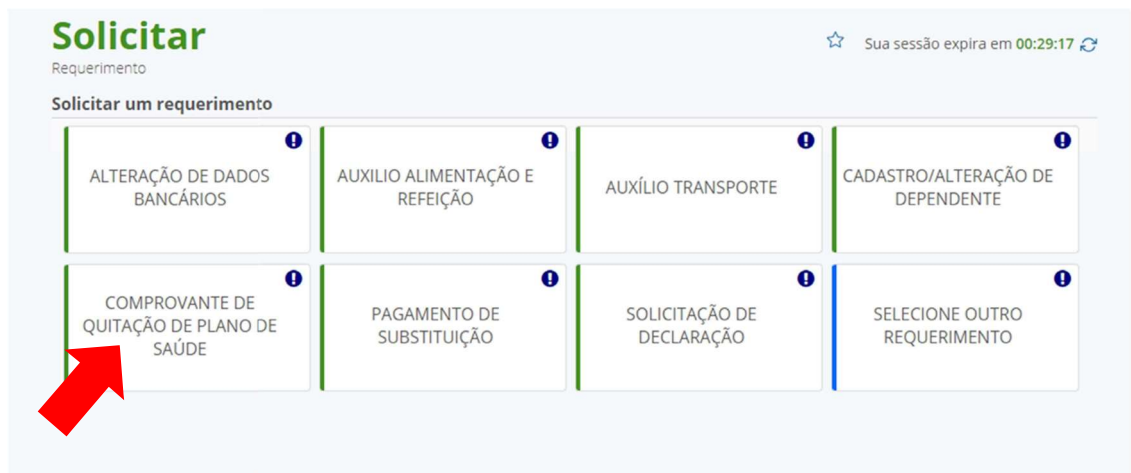 Solicitar
Sua sessão expira em 00:29:17
Requerimento
Solicitar um requerimento
ALTERAÇÃO DE DADOS
BANCÁRIOS
AUXILIO ALIMENTAÇÃO E
REFEIÇÃO
AUXÍLIO TRANSPORTE
CADASTRO/ALTERAÇÃO DE
DEPENDENTE
COMPROVANTE DE
QUITAÇÃO DE PLANO DE
SAÚDE
PAGAMENTO DE
SUBSTITUIÇÃO
SOLICITAÇÃO DE
DECLARAÇÃO
SELECIONE OUTRO
REQUERIMENTO